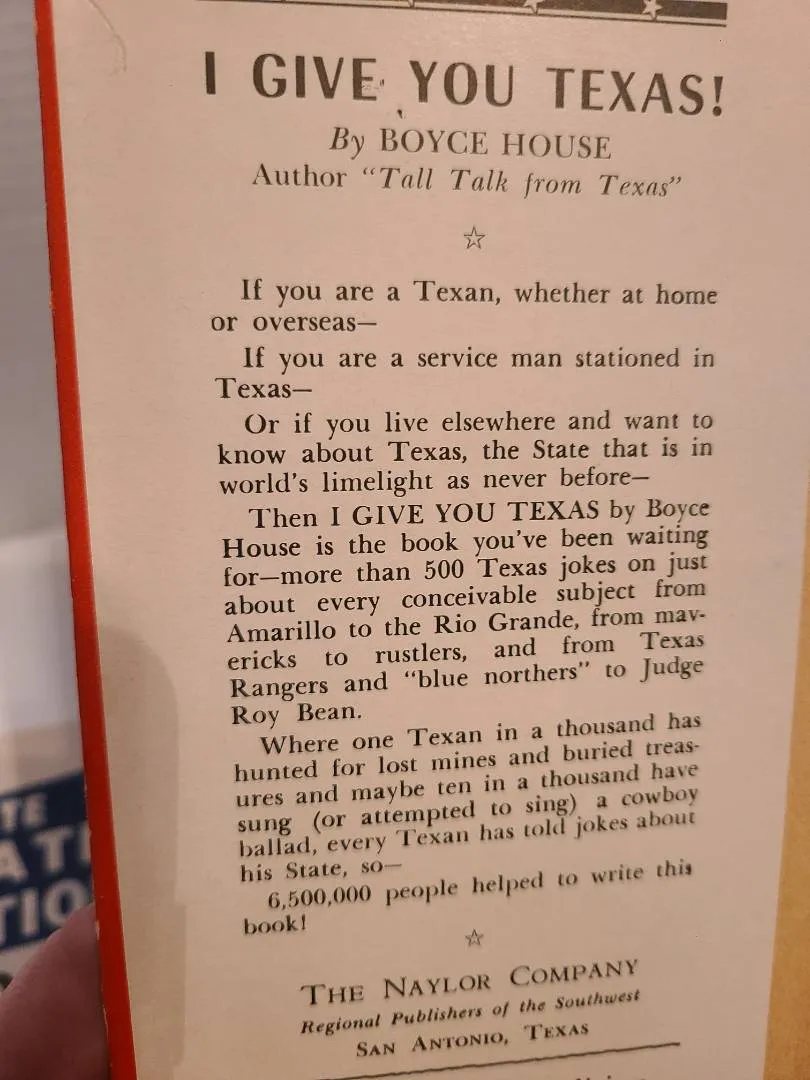 I GIVE YOU TEXAS!
By BOYCE HOUSE
Author "Tall Talk from Texas"
If you are a Texan, whether at home
or overseas—
If you are a service man stationed in
Texas—
Or if you live elsewhere and want to
know about Texas, the State that is in
world's limelight as never before—
Then I GIVE YOU TEXAS by Boyce
House is the book you've been waiting
for—more than 500 Texas jokes on just
about every conceivable subject from
Amarillo to the Rio Grande, from mav-
ericks to rustlers, and from Texas
Rangers and "blue northers" to Judge
Roy Bean.
Where one Texan in a thousand has
hunted for lost mines and buried treas-
ures and maybe ten in a thousand have
sung (or attempted to sing) a cowboy
ballad, every Texan has told jokes about
his State, so—
6,500,000 people helped to write this
book!
THE NAYLOR COMPANY
Regional Publishers of the Southwest
SAN ANTONIO, TEXAS